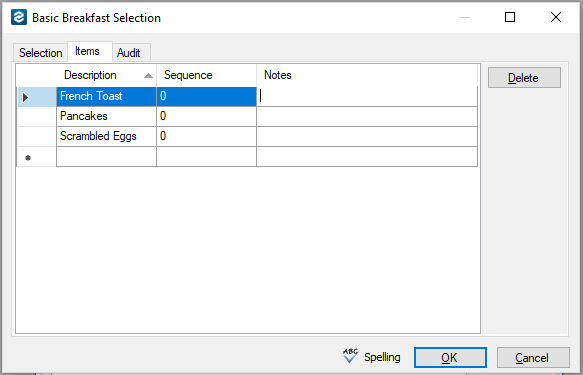 Basic Breakfast Selection
Selection Items Audit
Description Sequence Notes
Delete
French Toast 0
Pancakes 0
Scrambled Eggs 0
ABC Spelling OK Cancel